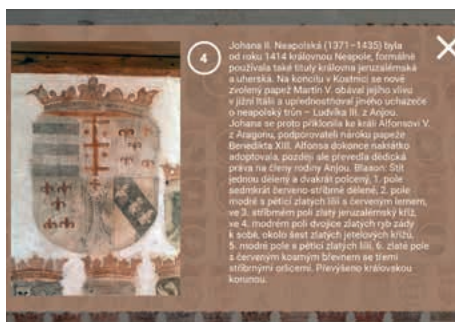 4
Johana II. Neapolská (1371–1435) byla
od roku 1414 královnou Neapole, formálně
používala také tituly královna jeruzalémská
a uherská. Na koncilu v Kostnici se nově
zvolený papež Martin V. obával jejího vlivu
v jižní Itálii a upřednostňoval jiného uchazeče
o neapolský trůn – Ludvíka III. z Anjou.
Johana se proto přiklonila ke králi Alfonsovi V.
z Aragonu, podporovateli nároku papeže
Benedikta XIII. Alfonsa dokonce nakrátko
adoptovala, později ale převedla dědická
práva na členy rodiny Anjou. Blason: Štít
jednou dělený a dvakrát polcený, 1. pole
sedmkrát červeno-stříbrně dělené, 2. pole
modré s pěticí zlatých lilií s červeným lemem,
ve 3. stříbrném poli zlatý jeruzalémský kříž,
ve 4. modrém poli dvojice zlatých ryb zády
k sobě, okolo šest zlatých jetelových křížů,
5. modré pole s pěticí zlatých lilií, 6. zlaté pole
s červeným kosmým břevnem se třemi
stříbrnými orlicemi. Převýšeno královskou
korunou.